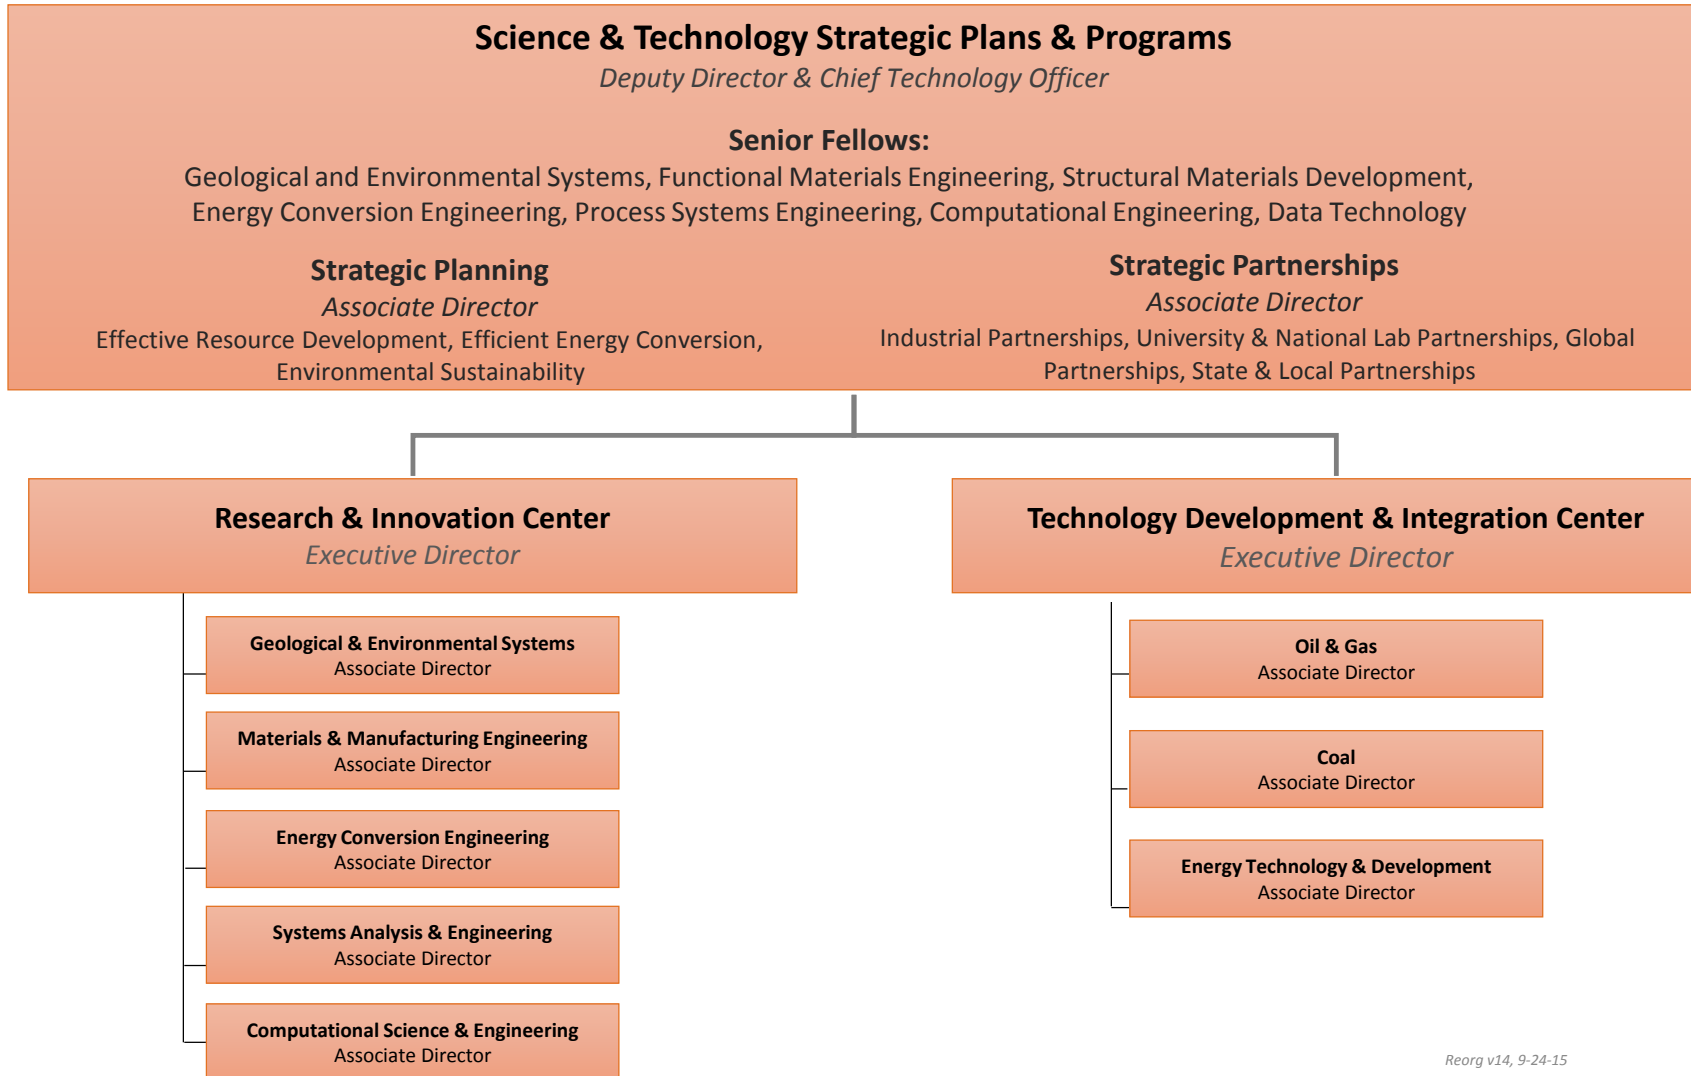 Science & Technology Strategic Plans & Programs
Deputy Director & Chief Technology Officer
Senior Fellows:
Geological and Environmental Systems, Functional Materials Engineering, Structural Materials Development,
Energy Conversion Engineering, Process Systems Engineering, Computational Engineering, Data Technology
Strategic Planning
Associate Director
Effective Resource Development, Efficient Energy Conversion,
Environmental Sustainability
Strategic Partnerships
Associate Director
Industrial Partnerships, University & National Lab Partnerships, Global
Partnerships, State & Local Partnerships
Research & Innovation Center
Executive Director
Geological & Environmental Systems
Associate Director
Materials & Manufacturing Engineering
Associate Director
Energy Conversion Engineering
Associate Director
Systems Analysis & Engineering
Associate Director
Computational Science & Engineering
Associate Director
Technology Development & Integration Center
Executive Director
Oil & Gas
Associate Director
Coal
Associate Director
Energy Technology & Development
Associate Director
Reorg v14, 9-24-15